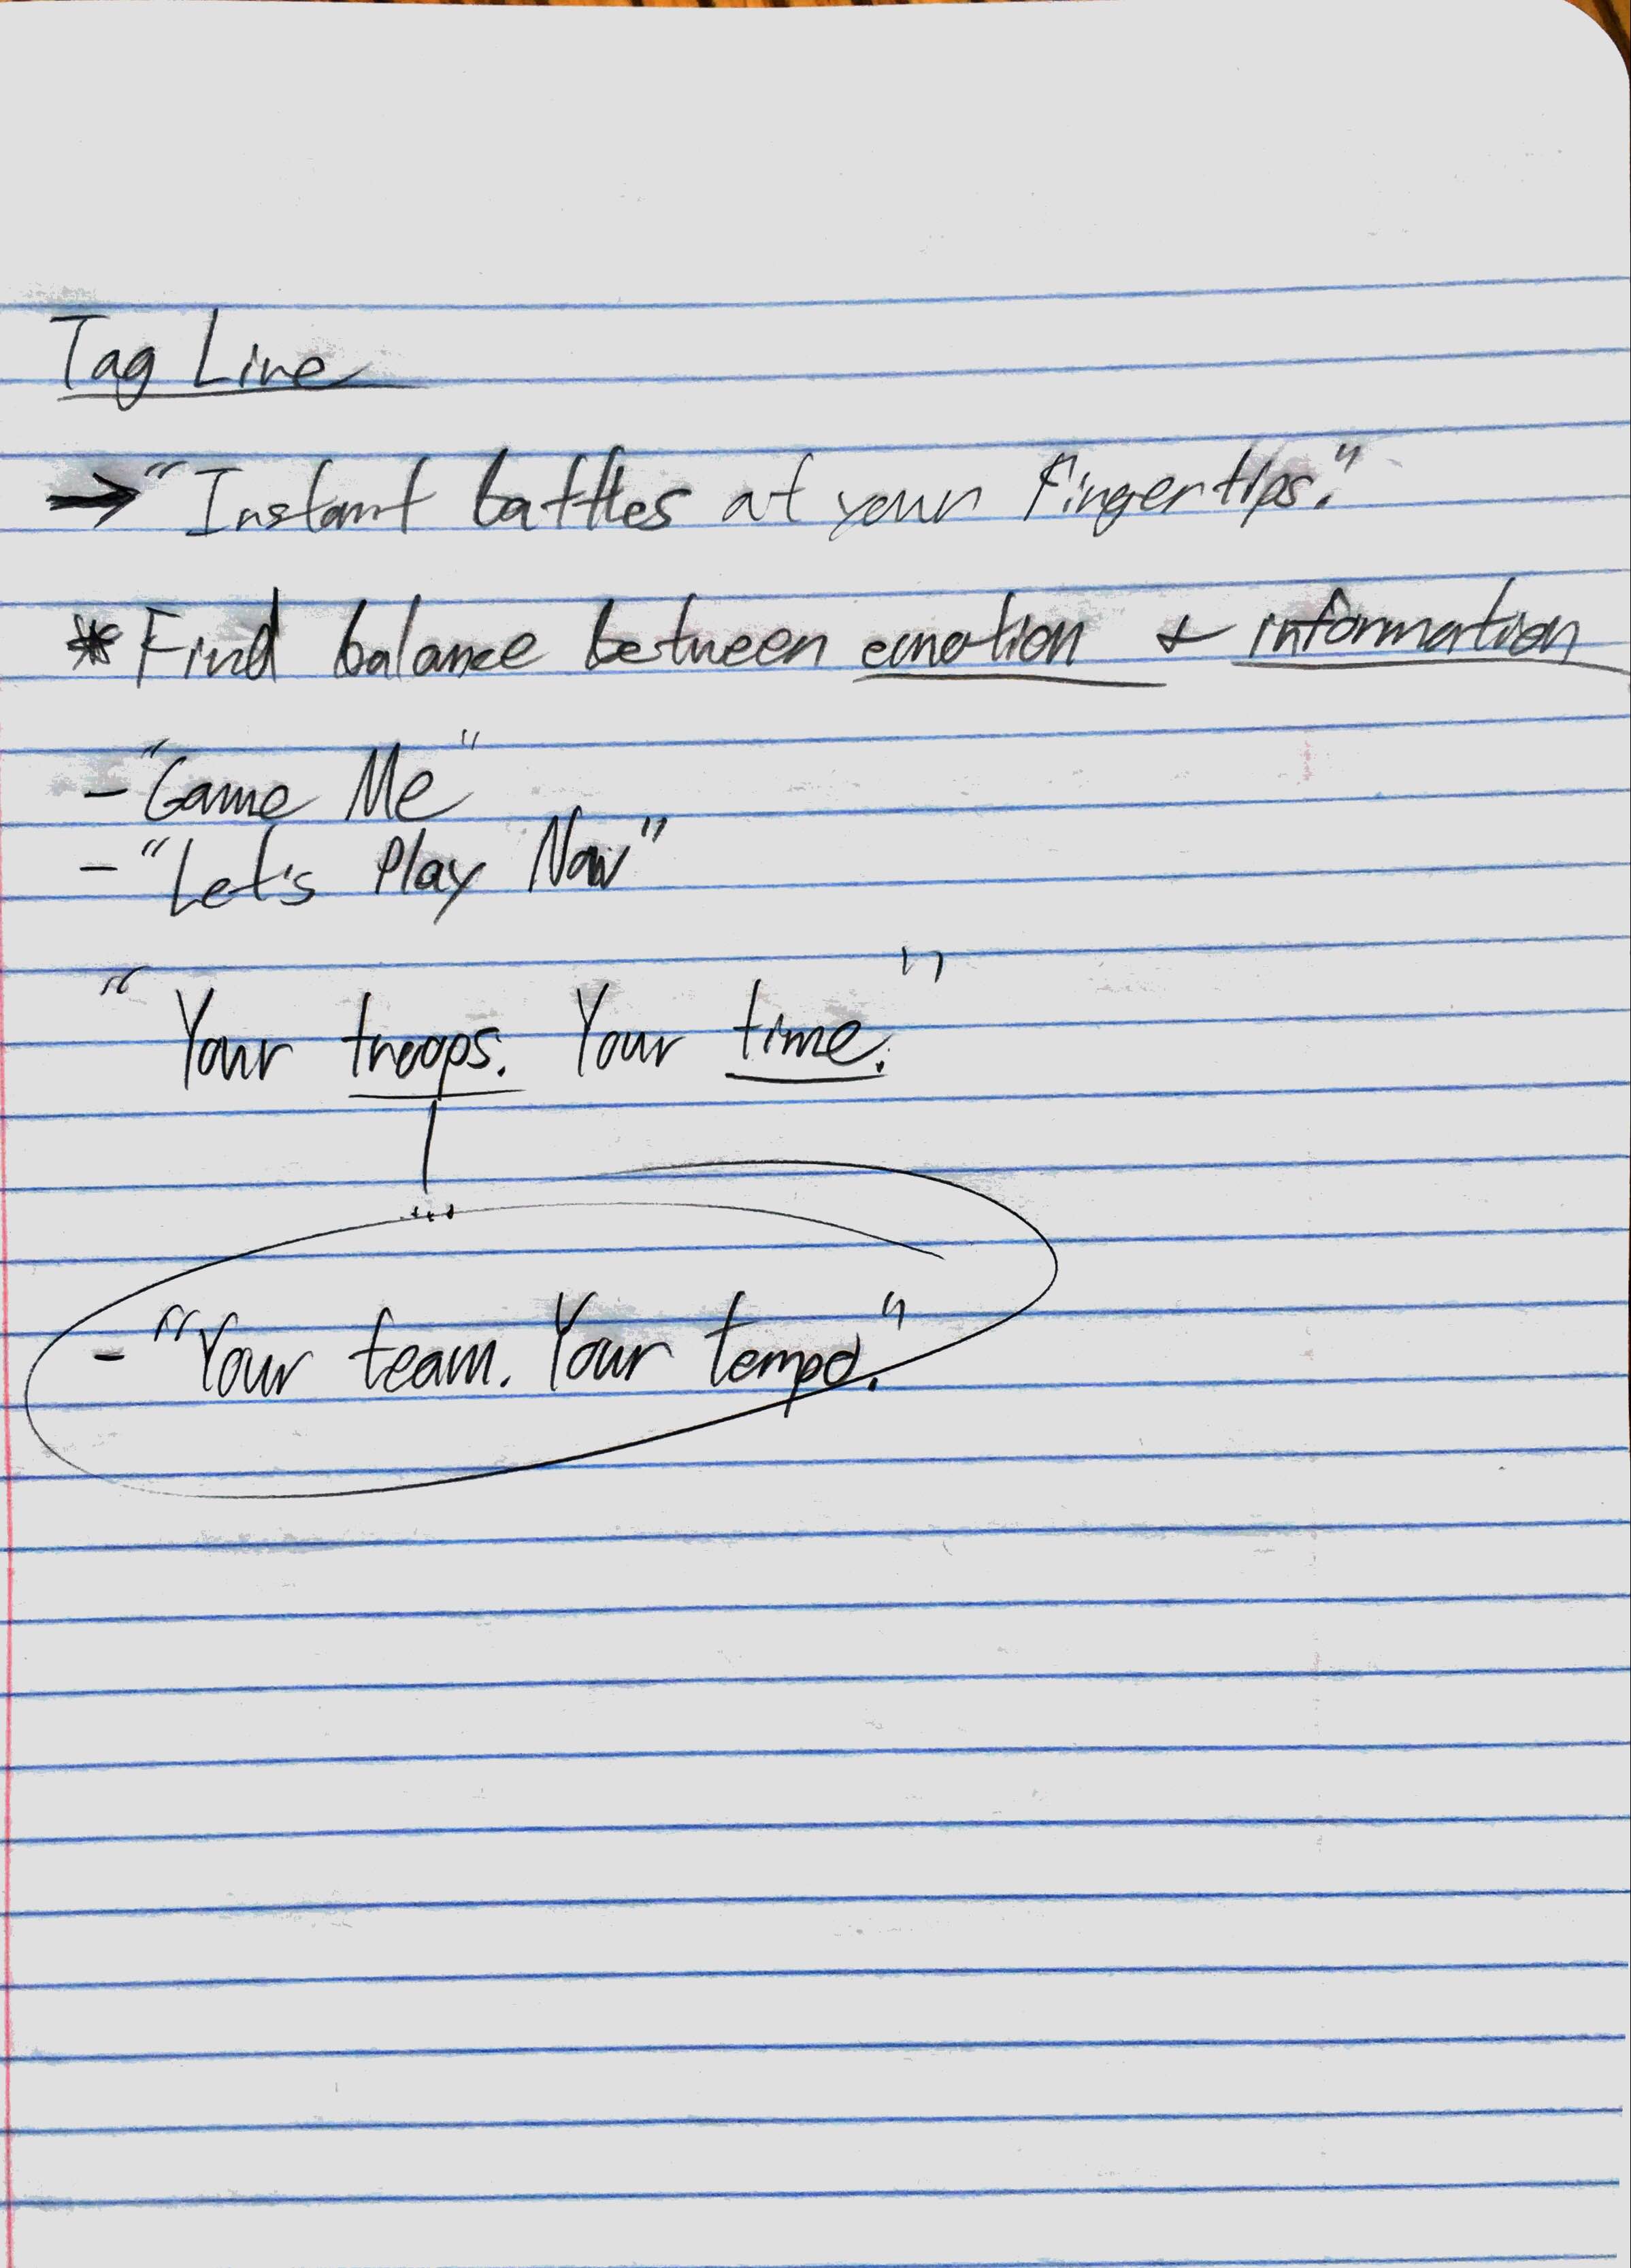 Tag Line
→ "Instant battles at your fingertips."
* Find balance between emotion & information
- "Game Me"
- "Let's Play Now"
"Your troops. Your time."
...
- "Your team. Your tempo."